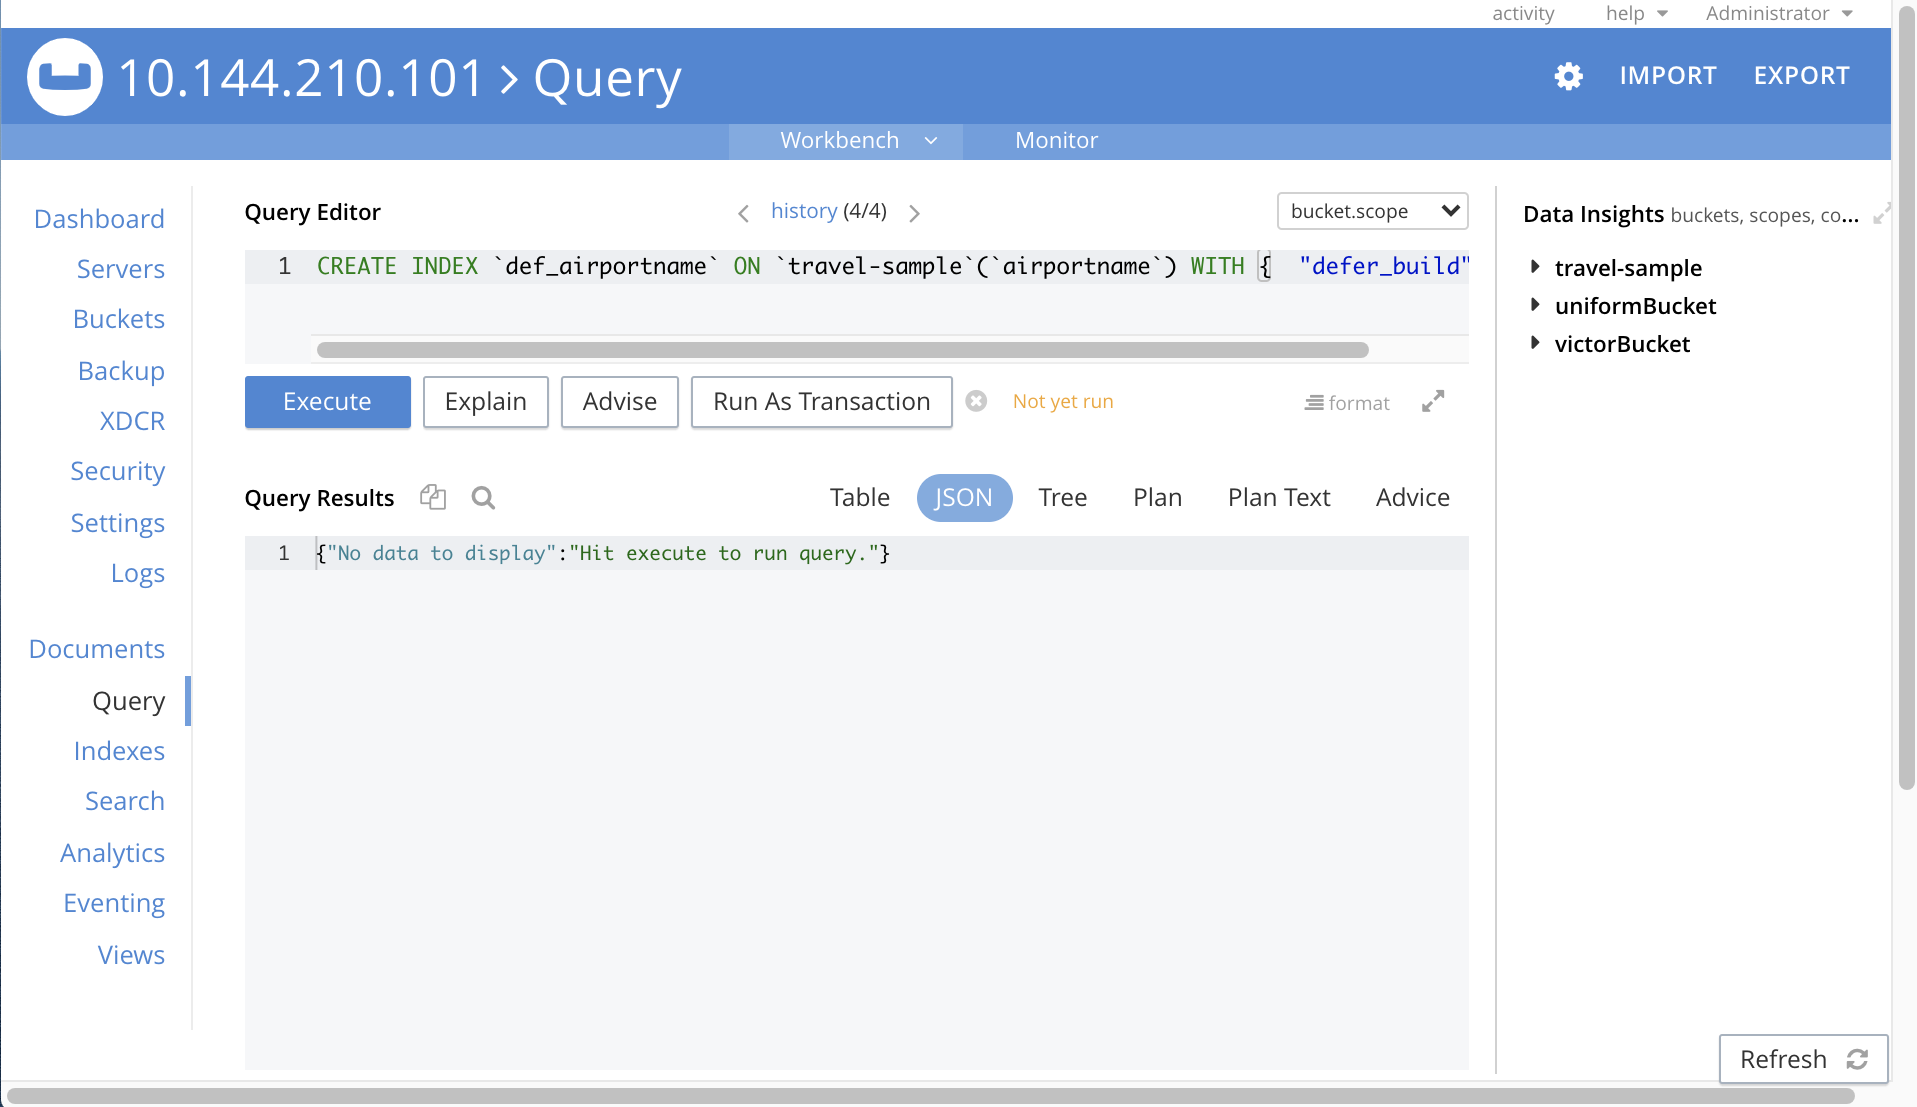 activity help Administrator
10.144.210.101 > Query IMPORT EXPORT
Workbench Monitor
Dashboard
Servers
Buckets
Backup
XDCR
Security
Settings
Logs
Documents
Query
Indexes
Search
Analytics
Eventing
Views
Query Editor history (4/4) bucket.scope
1 CREATE INDEX `def_airportname` ON `travel-sample`(`airportname`) WITH { "defer_build"
Execute Explain Advise Run As Transaction Not yet run format
Query Results Table JSON Tree Plan Plan Text Advice
1 {"No data to display":"Hit execute to run query."}
Data Insights buckets, scopes, co...
travel-sample
uniformBucket
victorBucket
Refresh